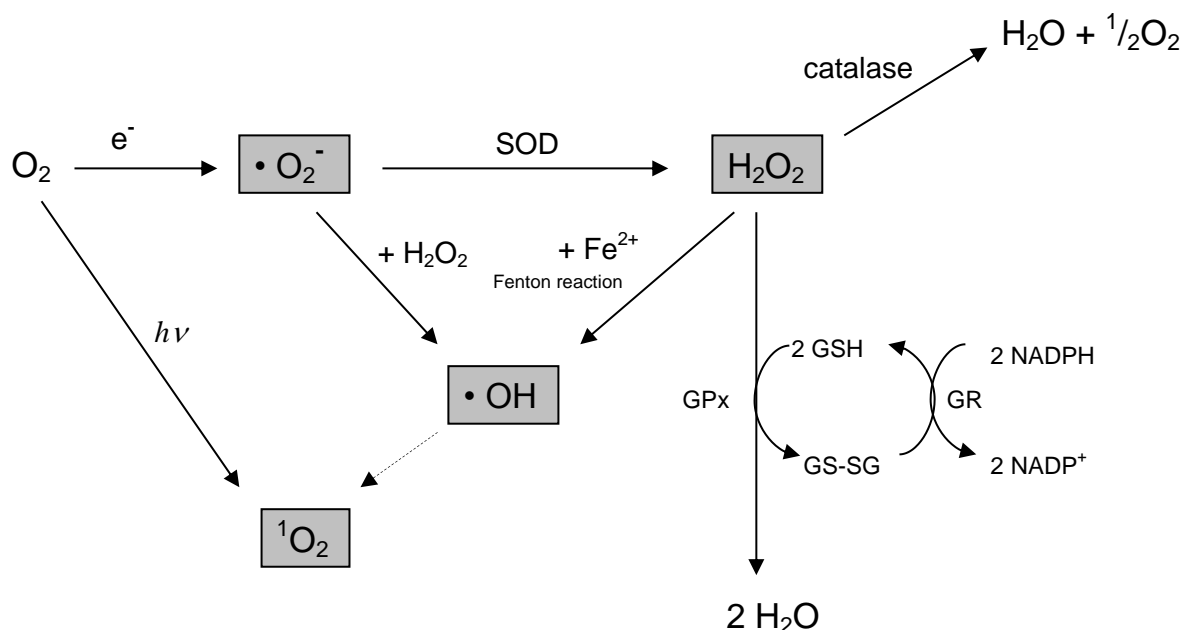 H₂O + ¹/₂O₂
catalase
e⁻
SOD
O₂
• O₂⁻
H₂O₂
+ H₂O₂
+ Fe²⁺
Fenton reaction
hν
2 GSH
2 NADPH
• OH
GPx
GR
GS-SG
2 NADP⁺
¹O₂
2 H₂O